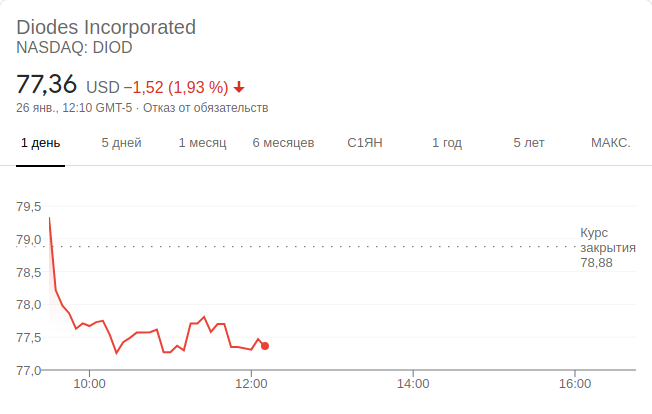 Diodes Incorporated
NASDAQ: DIOD
77,36 USD −1,52 (1,93 %)
26 янв., 12:10 GMT-5 · Отказ от обязательств
1 день 5 дней 1 месяц 6 месяцев С1ЯН 1 год 5 лет МАКС.
79,5
79,0
78,5
78,0
77,5
77,0
Курс
закрытия
78,88
10:00 12:00 14:00 16:00